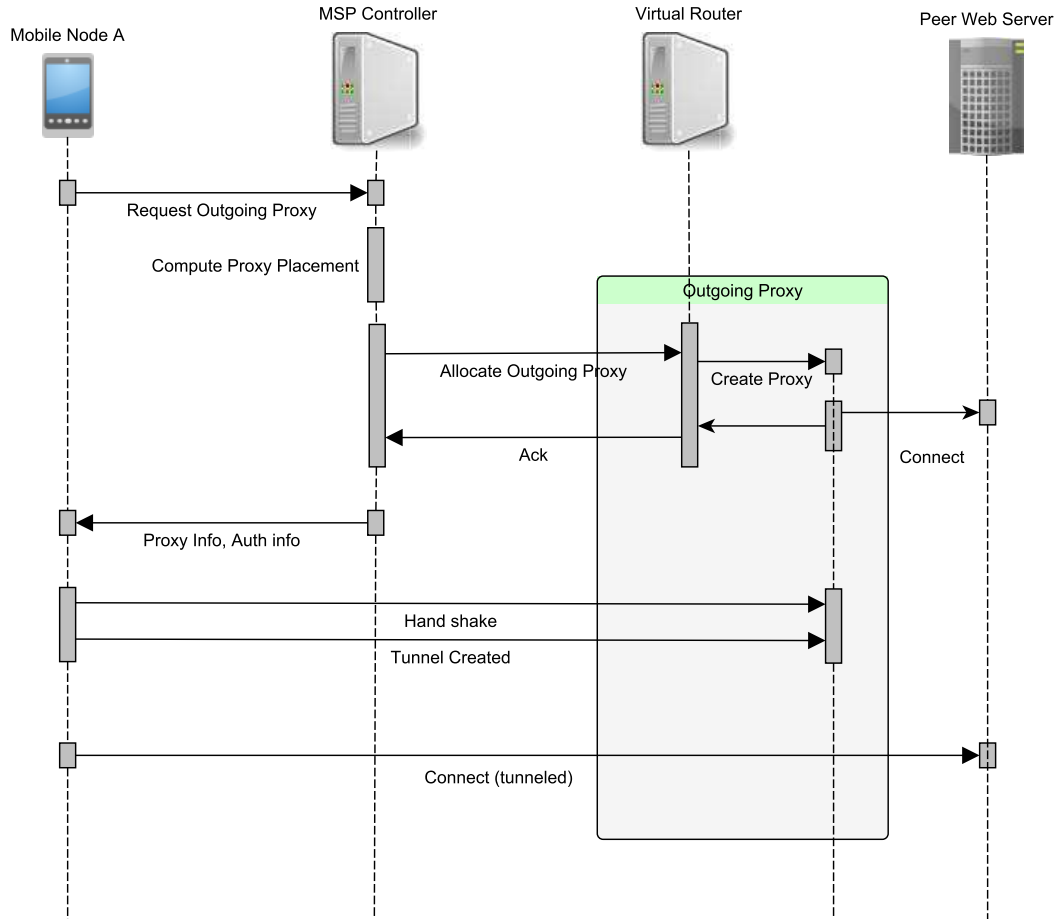 MSP Controller
Virtual Router
Peer Web Server
Mobile Node A
Request Outgoing Proxy
Compute Proxy Placement
Outgoing Proxy
Allocate Outgoing Proxy
Create Proxy
Ack
Connect
Proxy Info, Auth info
Hand shake
Tunnel Created
Connect (tunneled)